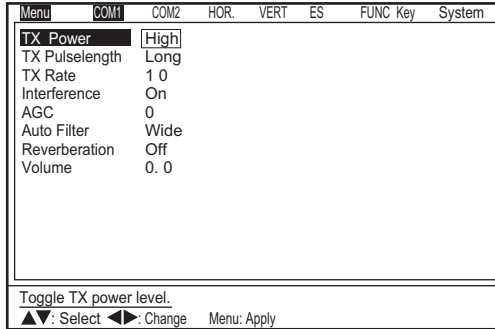 Menu COM1 COM2 HOR. VERT ES FUNC Key System
TX Power High
TX Pulselength Long
TX Rate 1 0
Interference On
AGC 0
Auto Filter Wide
Reverberation Off
Volume 0. 0
Toggle TX power level.
▲▼: Select ◀▶: Change Menu: Apply